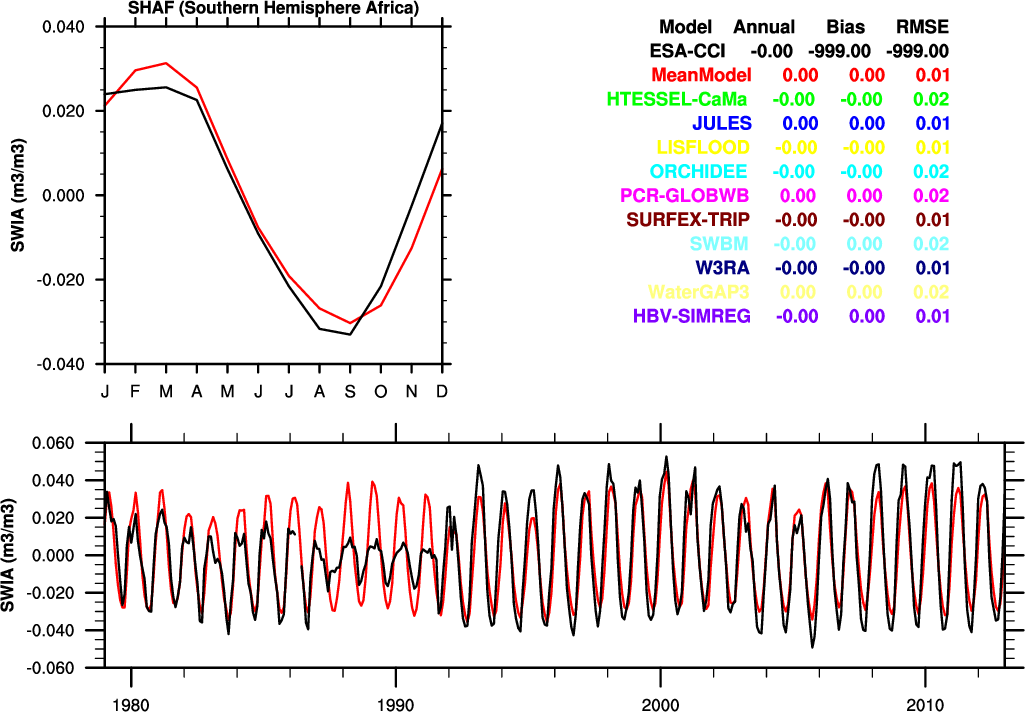 SHAF (Southern Hemisphere Africa)
0.040
0.020
0.000
-0.020
-0.040
SWIA (m3/m3)
J F M A M J J A S O N D
Model Annual Bias RMSE
ESA-CCI -0.00 -999.00 -999.00
MeanModel 0.00 0.00 0.01
HTESSEL-CaMa -0.00 -0.00 0.02
JULES 0.00 0.00 0.01
LISFLOOD -0.00 -0.00 0.01
ORCHIDEE -0.00 -0.00 0.02
PCR-GLOBWB 0.00 0.00 0.02
SURFEX-TRIP -0.00 -0.00 0.01
SWBM -0.00 0.00 0.02
W3RA -0.00 -0.00 0.01
WaterGAP3 0.00 0.00 0.02
HBV-SIMREG -0.00 0.00 0.01
0.060
0.040
0.020
0.000
-0.020
-0.040
-0.060
SWIA (m3/m3)
1980 1990 2000 2010